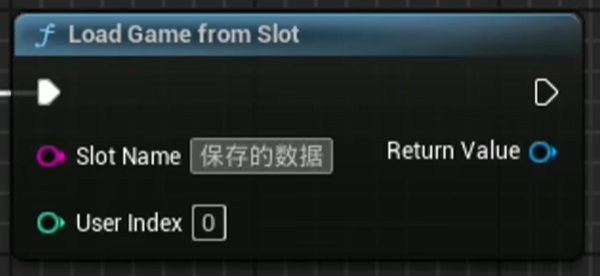 f Load Game from Slot
Slot Name 保存的数据 Return Value
User Index 0